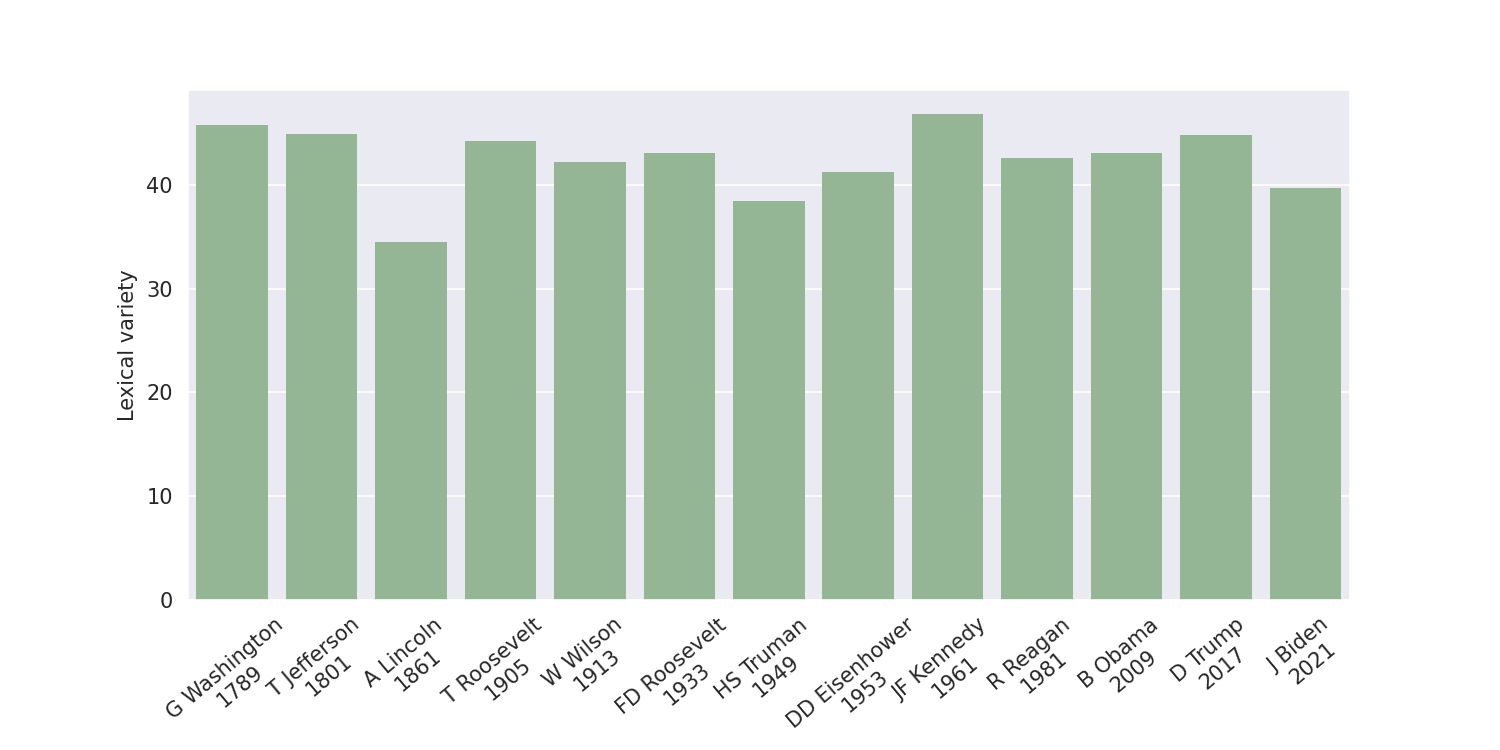 Lexical variety
40
30
20
10
0
G Washington
1789
T Jefferson
1801
A Lincoln
1861
T Roosevelt
1905
W Wilson
1913
FD Roosevelt
1933
HS Truman
1949
DD Eisenhower
1953
JF Kennedy
1961
R Reagan
1981
B Obama
2009
D Trump
2017
J Biden
2021